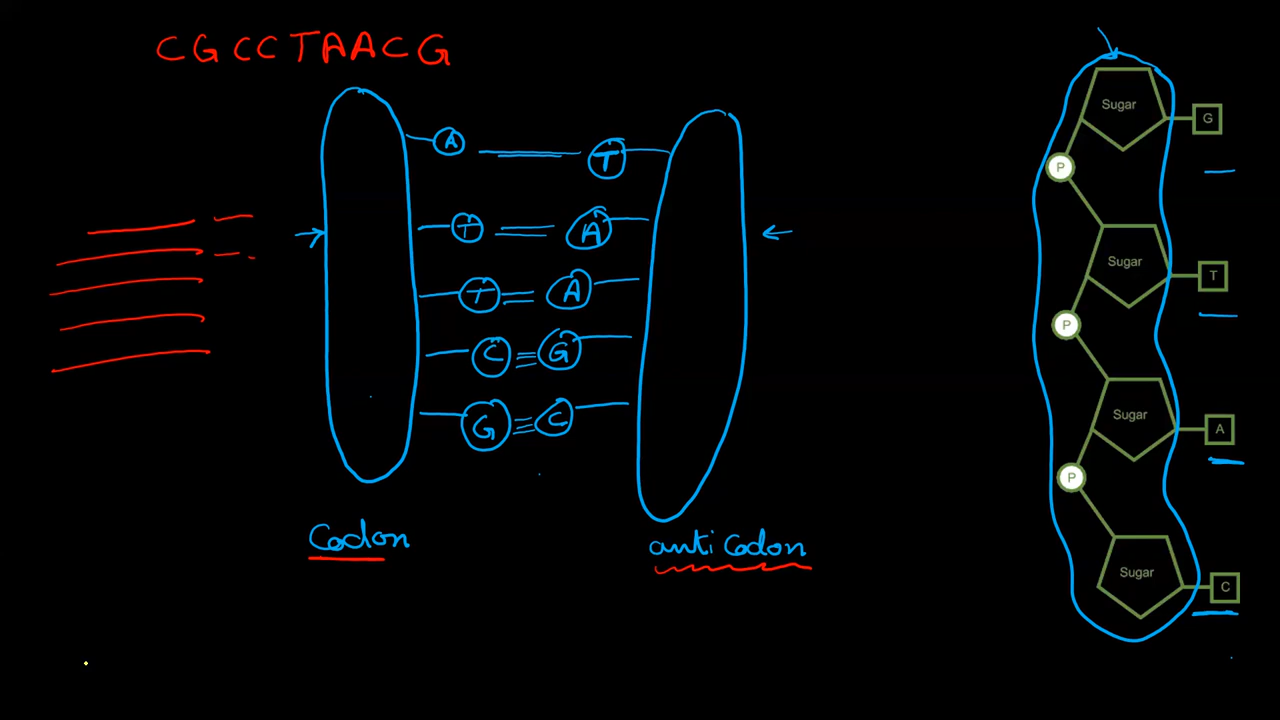 CGCCTAACG
A T
T A
T A
C G
G C
Codon
anti Codon
Sugar G
P
Sugar T
P
Sugar A
P
Sugar C